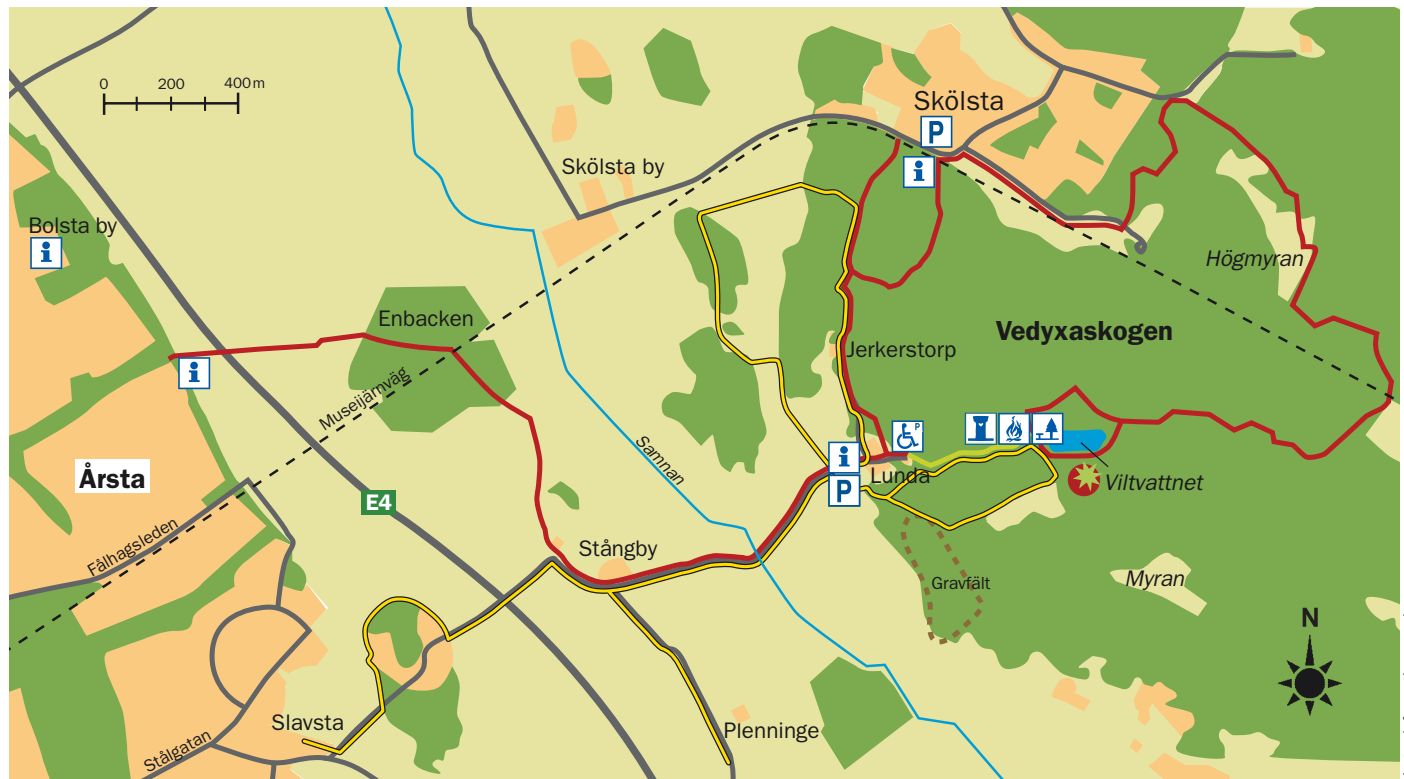 0 200 400 m
Skölsta
P
i
Skölsta by
Bolsta by
i
Högmyran
Enbacken
Vedyxaskogen
Jerkerstorp
i
Museijärnväg
P
i
Samnan
Årsta
Lunda
Viltvattnet
P
E4
Fålhagsleden
Stångby
Myran
Gravfält
N
Slavsta
Plenninge
Stålgatan